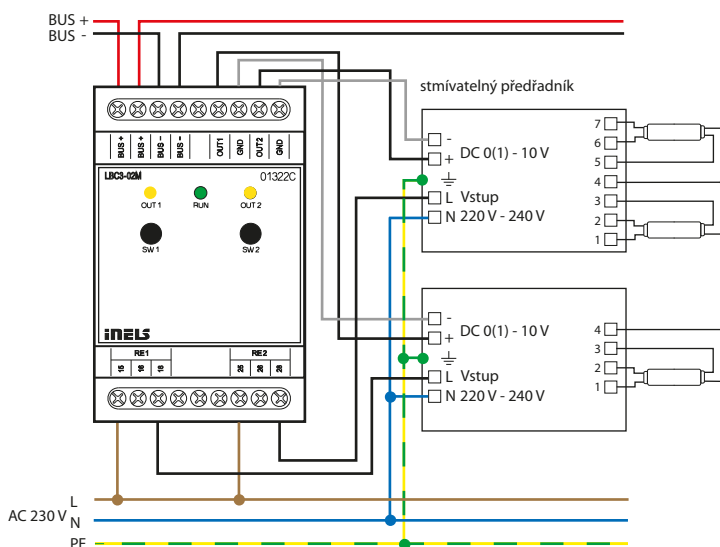 BUS +
BUS -
stmívatelný předřadník
BUS +
BUS +
BUS -
BUS -
OUT1
GND
OUT2
GND
LBC3-02M
01322C
OUT 1
RUN
OUT 2
SW 1
SW 2
iNELS
RE1
RE2
15
16
18
25
26
28
-
+ DC 0(1) - 10 V
L Vstup
N 220 V - 240 V
7
6
5
4
3
2
1
-
+ DC 0(1) - 10 V
L Vstup
N 220 V - 240 V
4
3
2
1
AC 230 V
L
N
PE